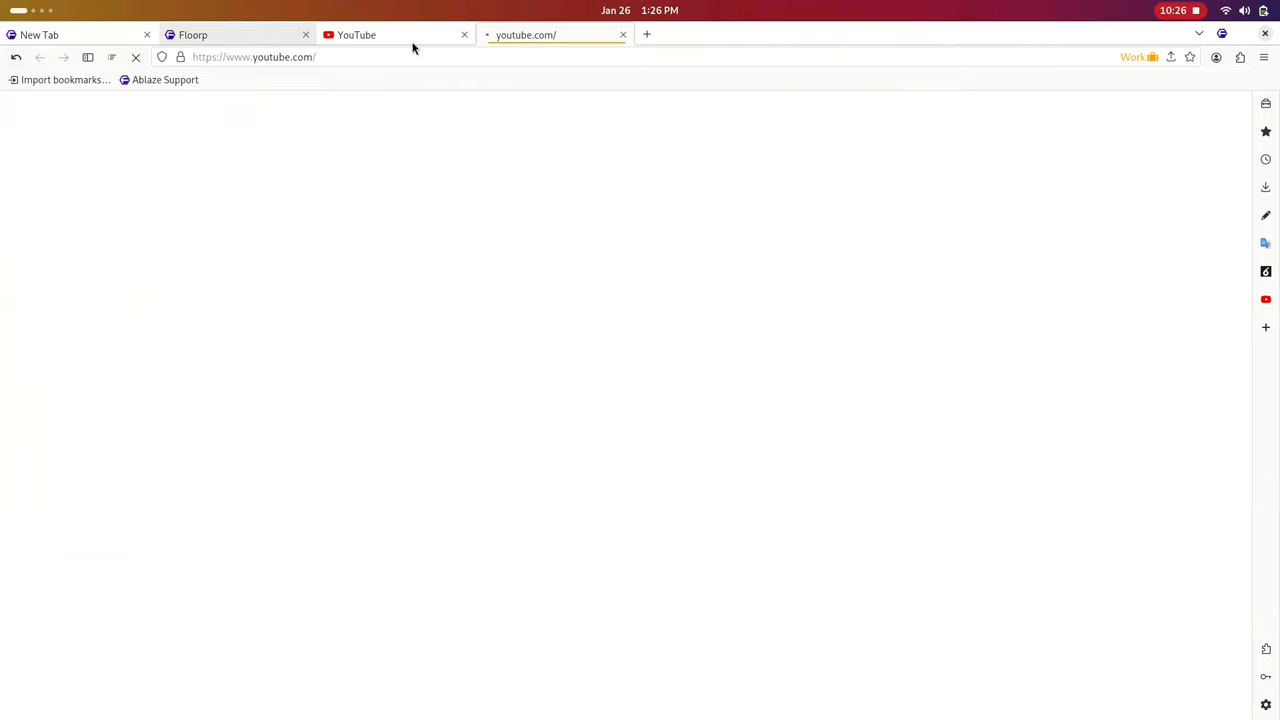 Jan 26 1:26 PM 10:26
New Tab Floorp YouTube youtube.com/
https://www.youtube.com/ Work
Import bookmarks... Ablaze Support